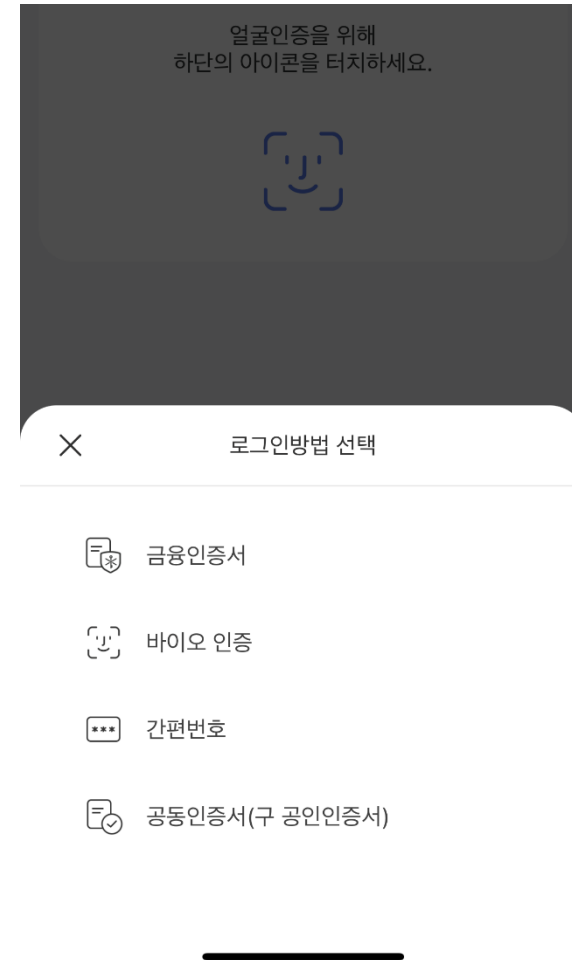 얼굴인증을 위해
하단의 아이콘을 터치하세요.
로그인방법 선택
금융인증서
바이오 인증
간편번호
공동인증서(구 공인인증서)